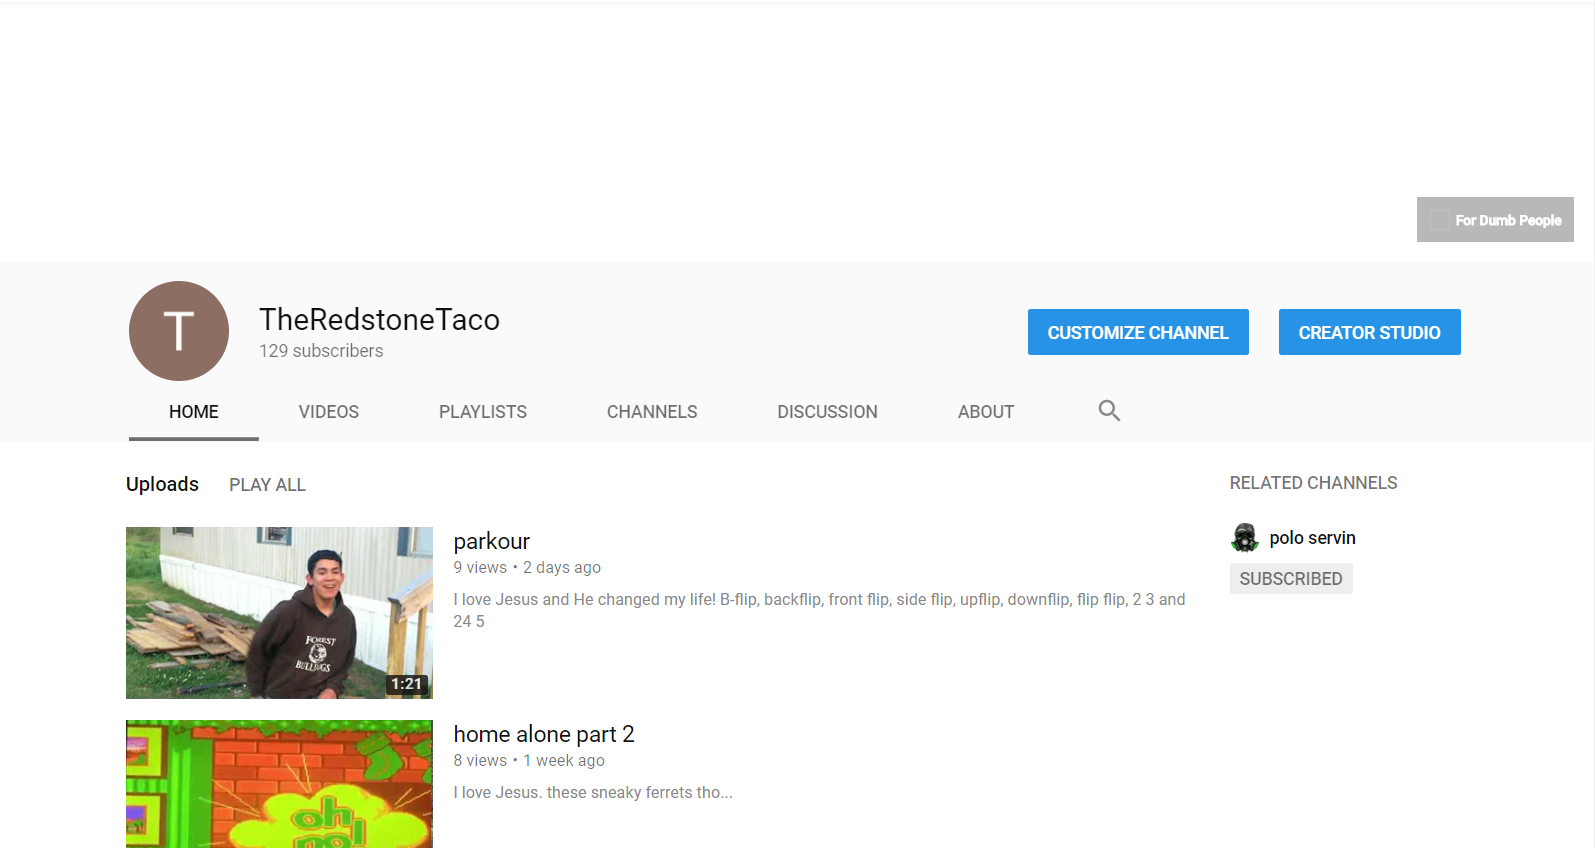 For Dumb People
T
TheRedstoneTaco
129 subscribers
CUSTOMIZE CHANNEL
CREATOR STUDIO
HOME
VIDEOS
PLAYLISTS
CHANNELS
DISCUSSION
ABOUT
Uploads
PLAY ALL
FOREST
BULLDOGS
1:21
parkour
9 views • 2 days ago
I love Jesus and He changed my life! B-flip, backflip, front flip, side flip, upflip, downflip, flip flip, 2 3 and
24 5
oh
no!
home alone part 2
8 views • 1 week ago
I love Jesus. these sneaky ferrets tho...
RELATED CHANNELS
polo servin
SUBSCRIBED